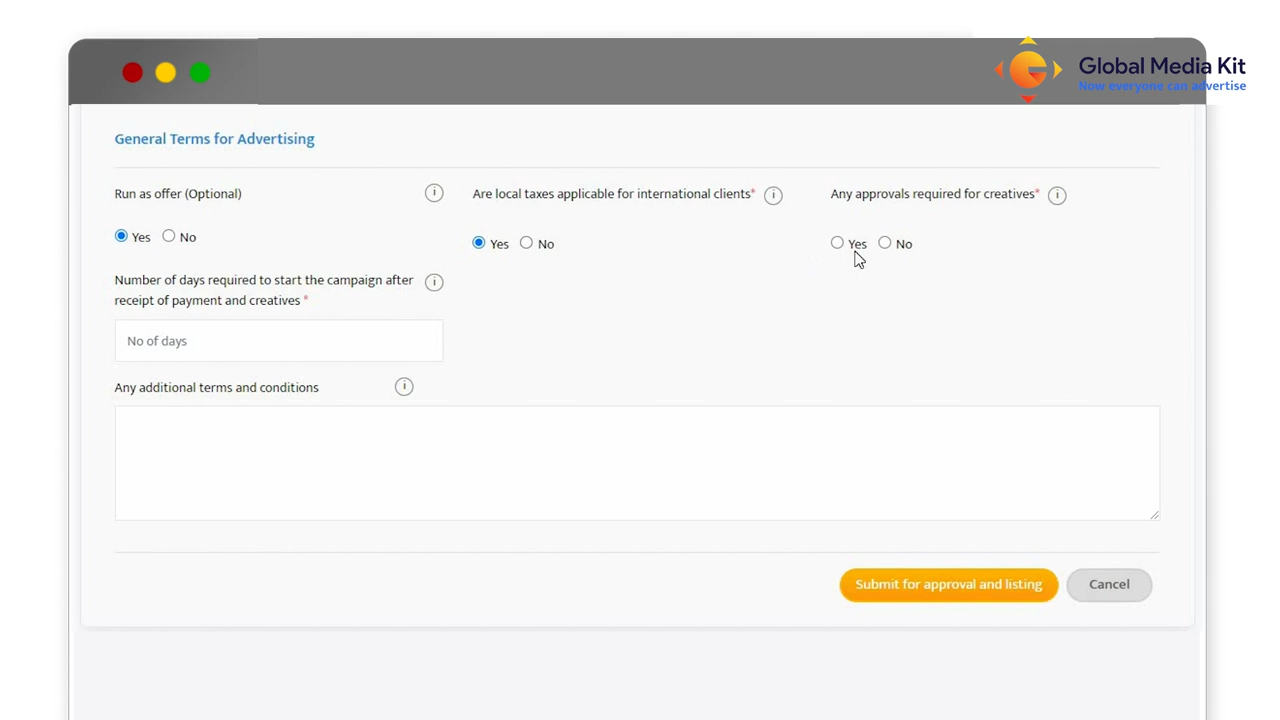 Global Media Kit
Now everyone can advertise
General Terms for Advertising
Run as offer (Optional) i
Are local taxes applicable for international clients* i
Any approvals required for creatives* i
Yes No
Yes No
Yes No
Number of days required to start the campaign after i
receipt of payment and creatives *
No of days
Any additional terms and conditions i
Submit for approval and listing
Cancel